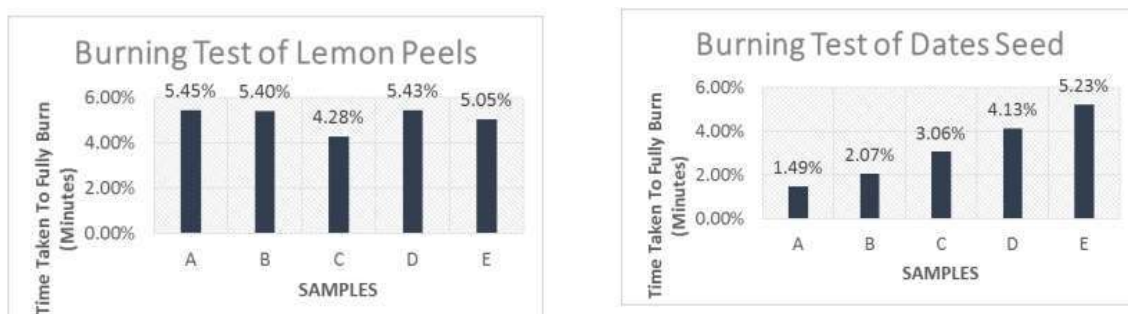 Burning Test of Lemon Peels
Time Taken To Fully Burn
(Minutes)
6.00%
4.00%
2.00%
0.00%
5.45%
5.40%
4.28%
5.43%
5.05%
A B C D E
SAMPLES
Burning Test of Dates Seed
Time Taken To Fully Burn
(Minutes)
6.00%
4.00%
2.00%
0.00%
1.49%
2.07%
3.06%
4.13%
5.23%
A B C D E
SAMPLES